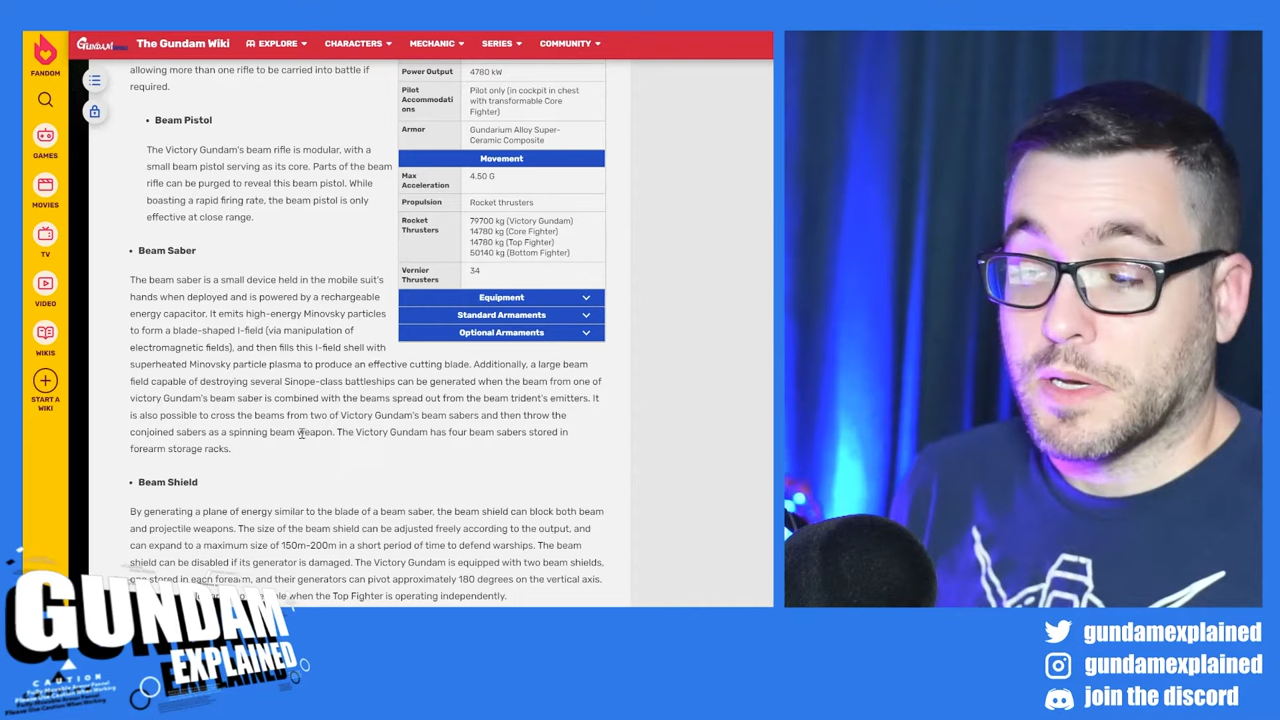 FANDOM
GAMES
MOVIES
TV
VIDEO
WIKIS
START A
WIKI
GUNDAM
The Gundam Wiki
EXPLORE
CHARACTERS
MECHANIC
SERIES
COMMUNITY
allowing more than one rifle to be carried into battle if
required.
• Beam Pistol
The Victory Gundam's beam rifle is modular, with a
small beam pistol serving as its core. Parts of the beam
rifle can be purged to reveal this beam pistol. While
boasting a rapid firing rate, the beam pistol is only
effective at close range.
• Beam Saber
The beam saber is a small device held in the mobile suit's
hands when deployed and is powered by a rechargeable
energy capacitor. It emits high-energy Minovsky particles
to form a blade-shaped I-field (via manipulation of
electromagnetic fields), and then fills this I-field shell with
superheated Minovsky particle plasma to produce an effective cutting blade. Additionally, a large beam
field capable of destroying several Sinope-class battleships can be generated when the beam from one of
victory Gundam's beam saber is combined with the beams spread out from the beam trident's emitters. It
is also possible to cross the beams from two of Victory Gundam's beam sabers and then throw the
conjoined sabers as a spinning beam weapon. The Victory Gundam has four beam sabers stored in
forearm storage racks.
• Beam Shield
By generating a plane of energy similar to the blade of a beam saber, the beam shield can block both beam
and projectile weapons. The size of the beam shield can be adjusted freely according to the output, and
can expand to a maximum size of 150m-200m in a short period of time to defend warships. The beam
shield can be disabled if its generator is damaged. The Victory Gundam is equipped with two beam shields,
one stored in each forearm, and their generators can pivot approximately 180 degrees on the vertical axis.
when the Top Fighter is operating independently.
Power Output
4780 kW
Pilot
Accommodati
ons
Pilot only (in cockpit in chest
with transformable Core
Fighter)
Armor
Gundarium Alloy Super-
Ceramic Composite
Movement
Max
Acceleration
4.50 G
Propulsion
Rocket thrusters
Rocket
Thrusters
79700 kg (Victory Gundam)
14780 kg (Core Fighter)
14780 kg (Top Fighter)
50140 kg (Bottom Fighter)
Vernier
Thrusters
34
Equipment
Standard Armaments
Optional Armaments
GUNDAM
EXPLAINED
CAUTION
gundamexplained
gundamexplained
join the discord